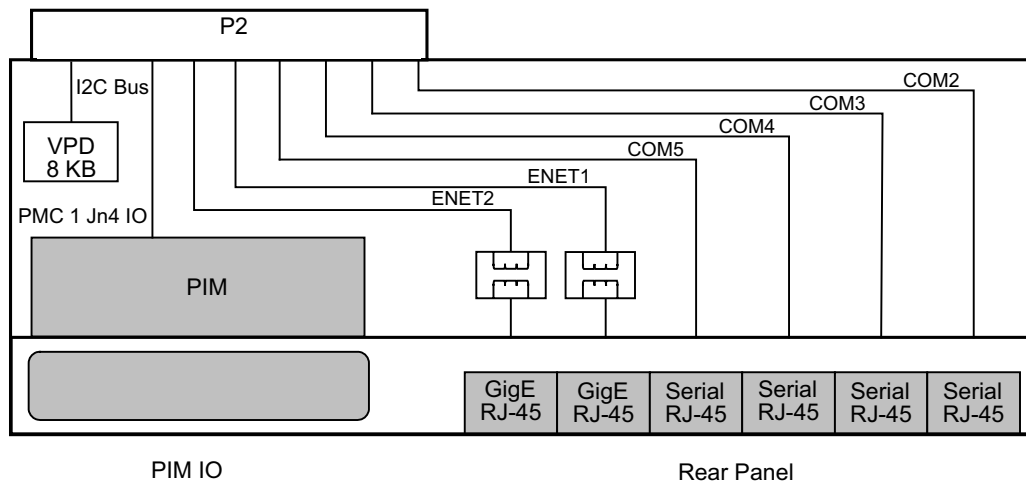 P2
I2C Bus
COM2
COM3
COM4
COM5
VPD
8 KB
ENET1
ENET2
PMC 1 Jn4 IO
PIM
GigE
RJ-45
GigE
RJ-45
Serial
RJ-45
Serial
RJ-45
Serial
RJ-45
Serial
RJ-45
PIM IO
Rear Panel